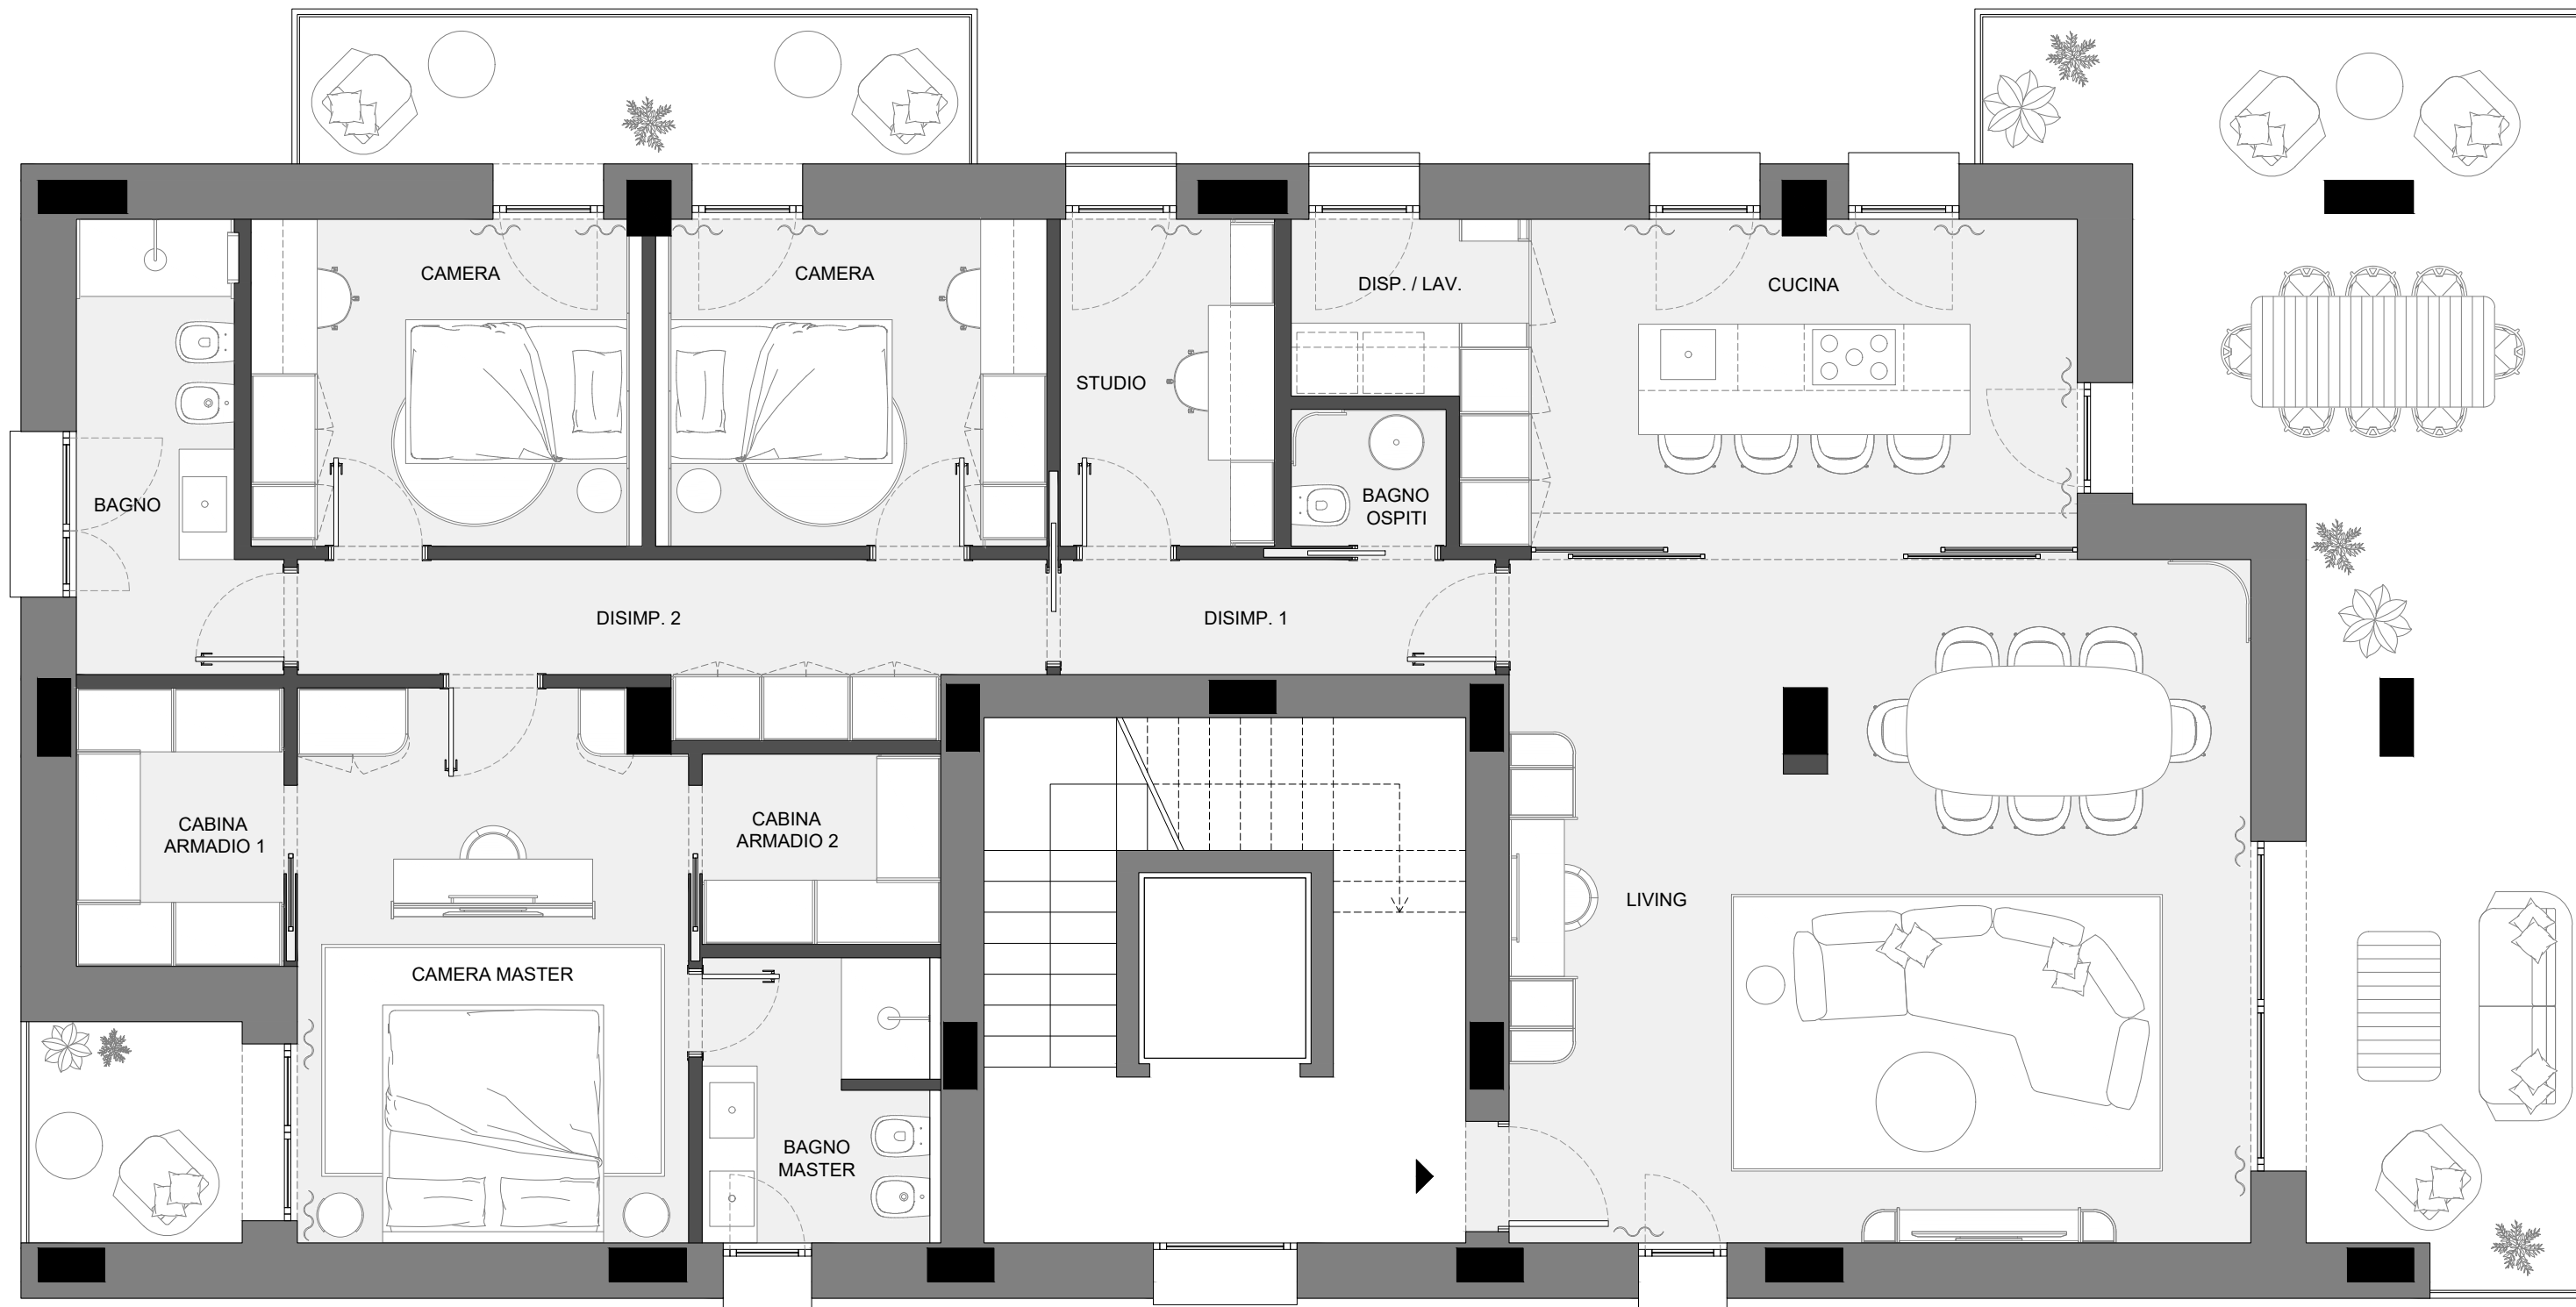 CAMERA
CAMERA
DISP. / LAV.
CUCINA
STUDIO
BAGNO
BAGNO
OSPITI
DISIMP. 2
DISIMP. 1
CABINA
ARMADIO 1
CABINA
ARMADIO 2
LIVING
CAMERA MASTER
BAGNO
MASTER